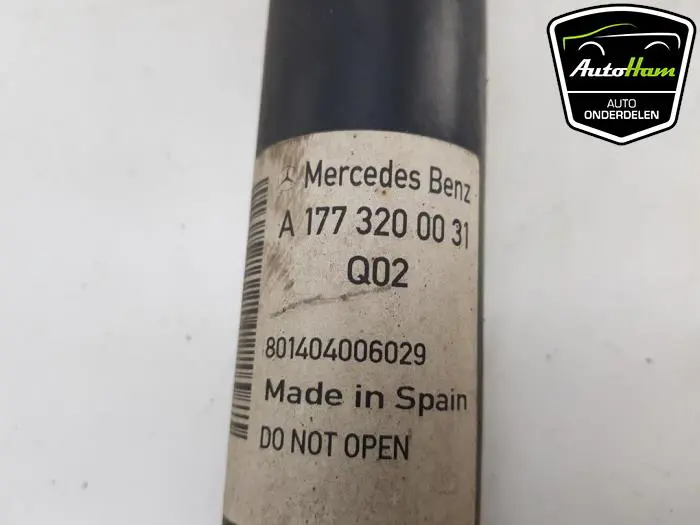 AutoHam
AUTO
ONDERDELEN
Mercedes Benz
A 177 320 00 31
Q02
801404006029
Made in Spain
DO NOT OPEN